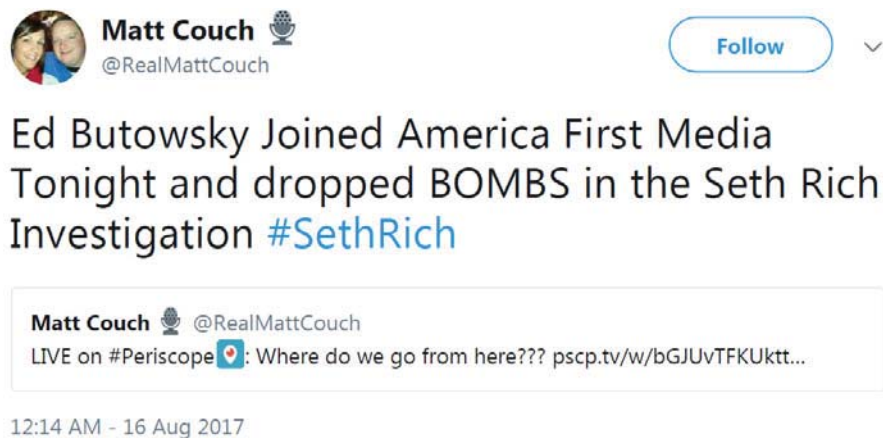 Matt Couch 🎙
@RealMattCouch
Follow
Ed Butowsky Joined America First Media
Tonight and dropped BOMBS in the Seth Rich
Investigation #SethRich
Matt Couch 🎙 @RealMattCouch
LIVE on #Periscope: Where do we go from here??? pscp.tv/w/bGJUvTFKUktt...
12:14 AM - 16 Aug 2017